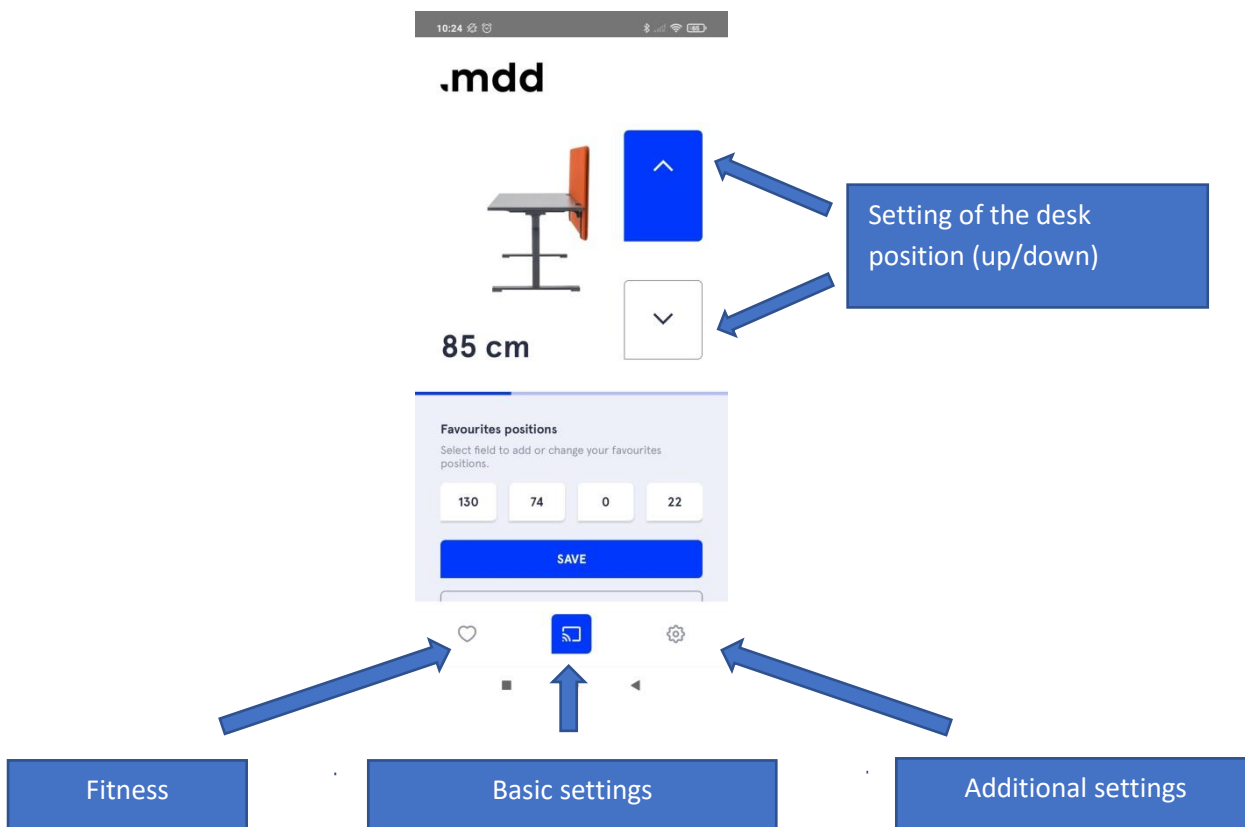 10:24
.mdd
85 cm
Setting of the desk
position (up/down)
Favourites positions
Select field to add or change your favourites
positions.
130 74 0 22
SAVE
Fitness
Basic settings
Additional settings